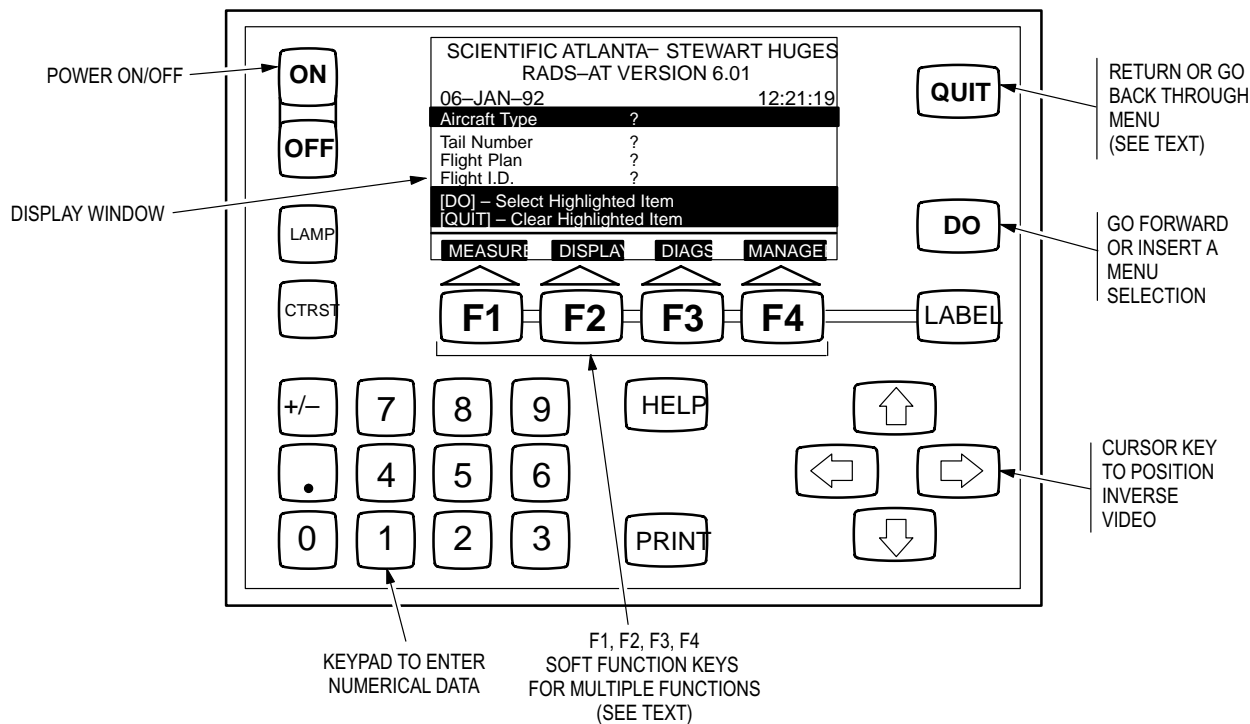 SCIENTIFIC ATLANTA– STEWART HUGES
RADS–AT VERSION 6.01
06–JAN–92 12:21:19
Aircraft Type ?
Tail Number ?
Flight Plan ?
Flight I.D. ?
[DO] – Select Highlighted Item
[QUIT] – Clear Highlighted Item
MEASURE DISPLAY DIAGS MANAGE
POWER ON/OFF
ON
OFF
DISPLAY WINDOW
LAMP
CTRST
F1 F2 F3 F4
QUIT
RETURN OR GO
BACK THROUGH
MENU
(SEE TEXT)
DO
GO FORWARD
OR INSERT A
MENU
SELECTION
LABEL
+/– 7 8 9
. 4 5 6
0 1 2 3
HELP
PRINT
CURSOR KEY
TO POSITION
INVERSE
VIDEO
KEYPAD TO ENTER
NUMERICAL DATA
F1, F2, F3, F4
SOFT FUNCTION KEYS
FOR MULTIPLE FUNCTIONS
(SEE TEXT)